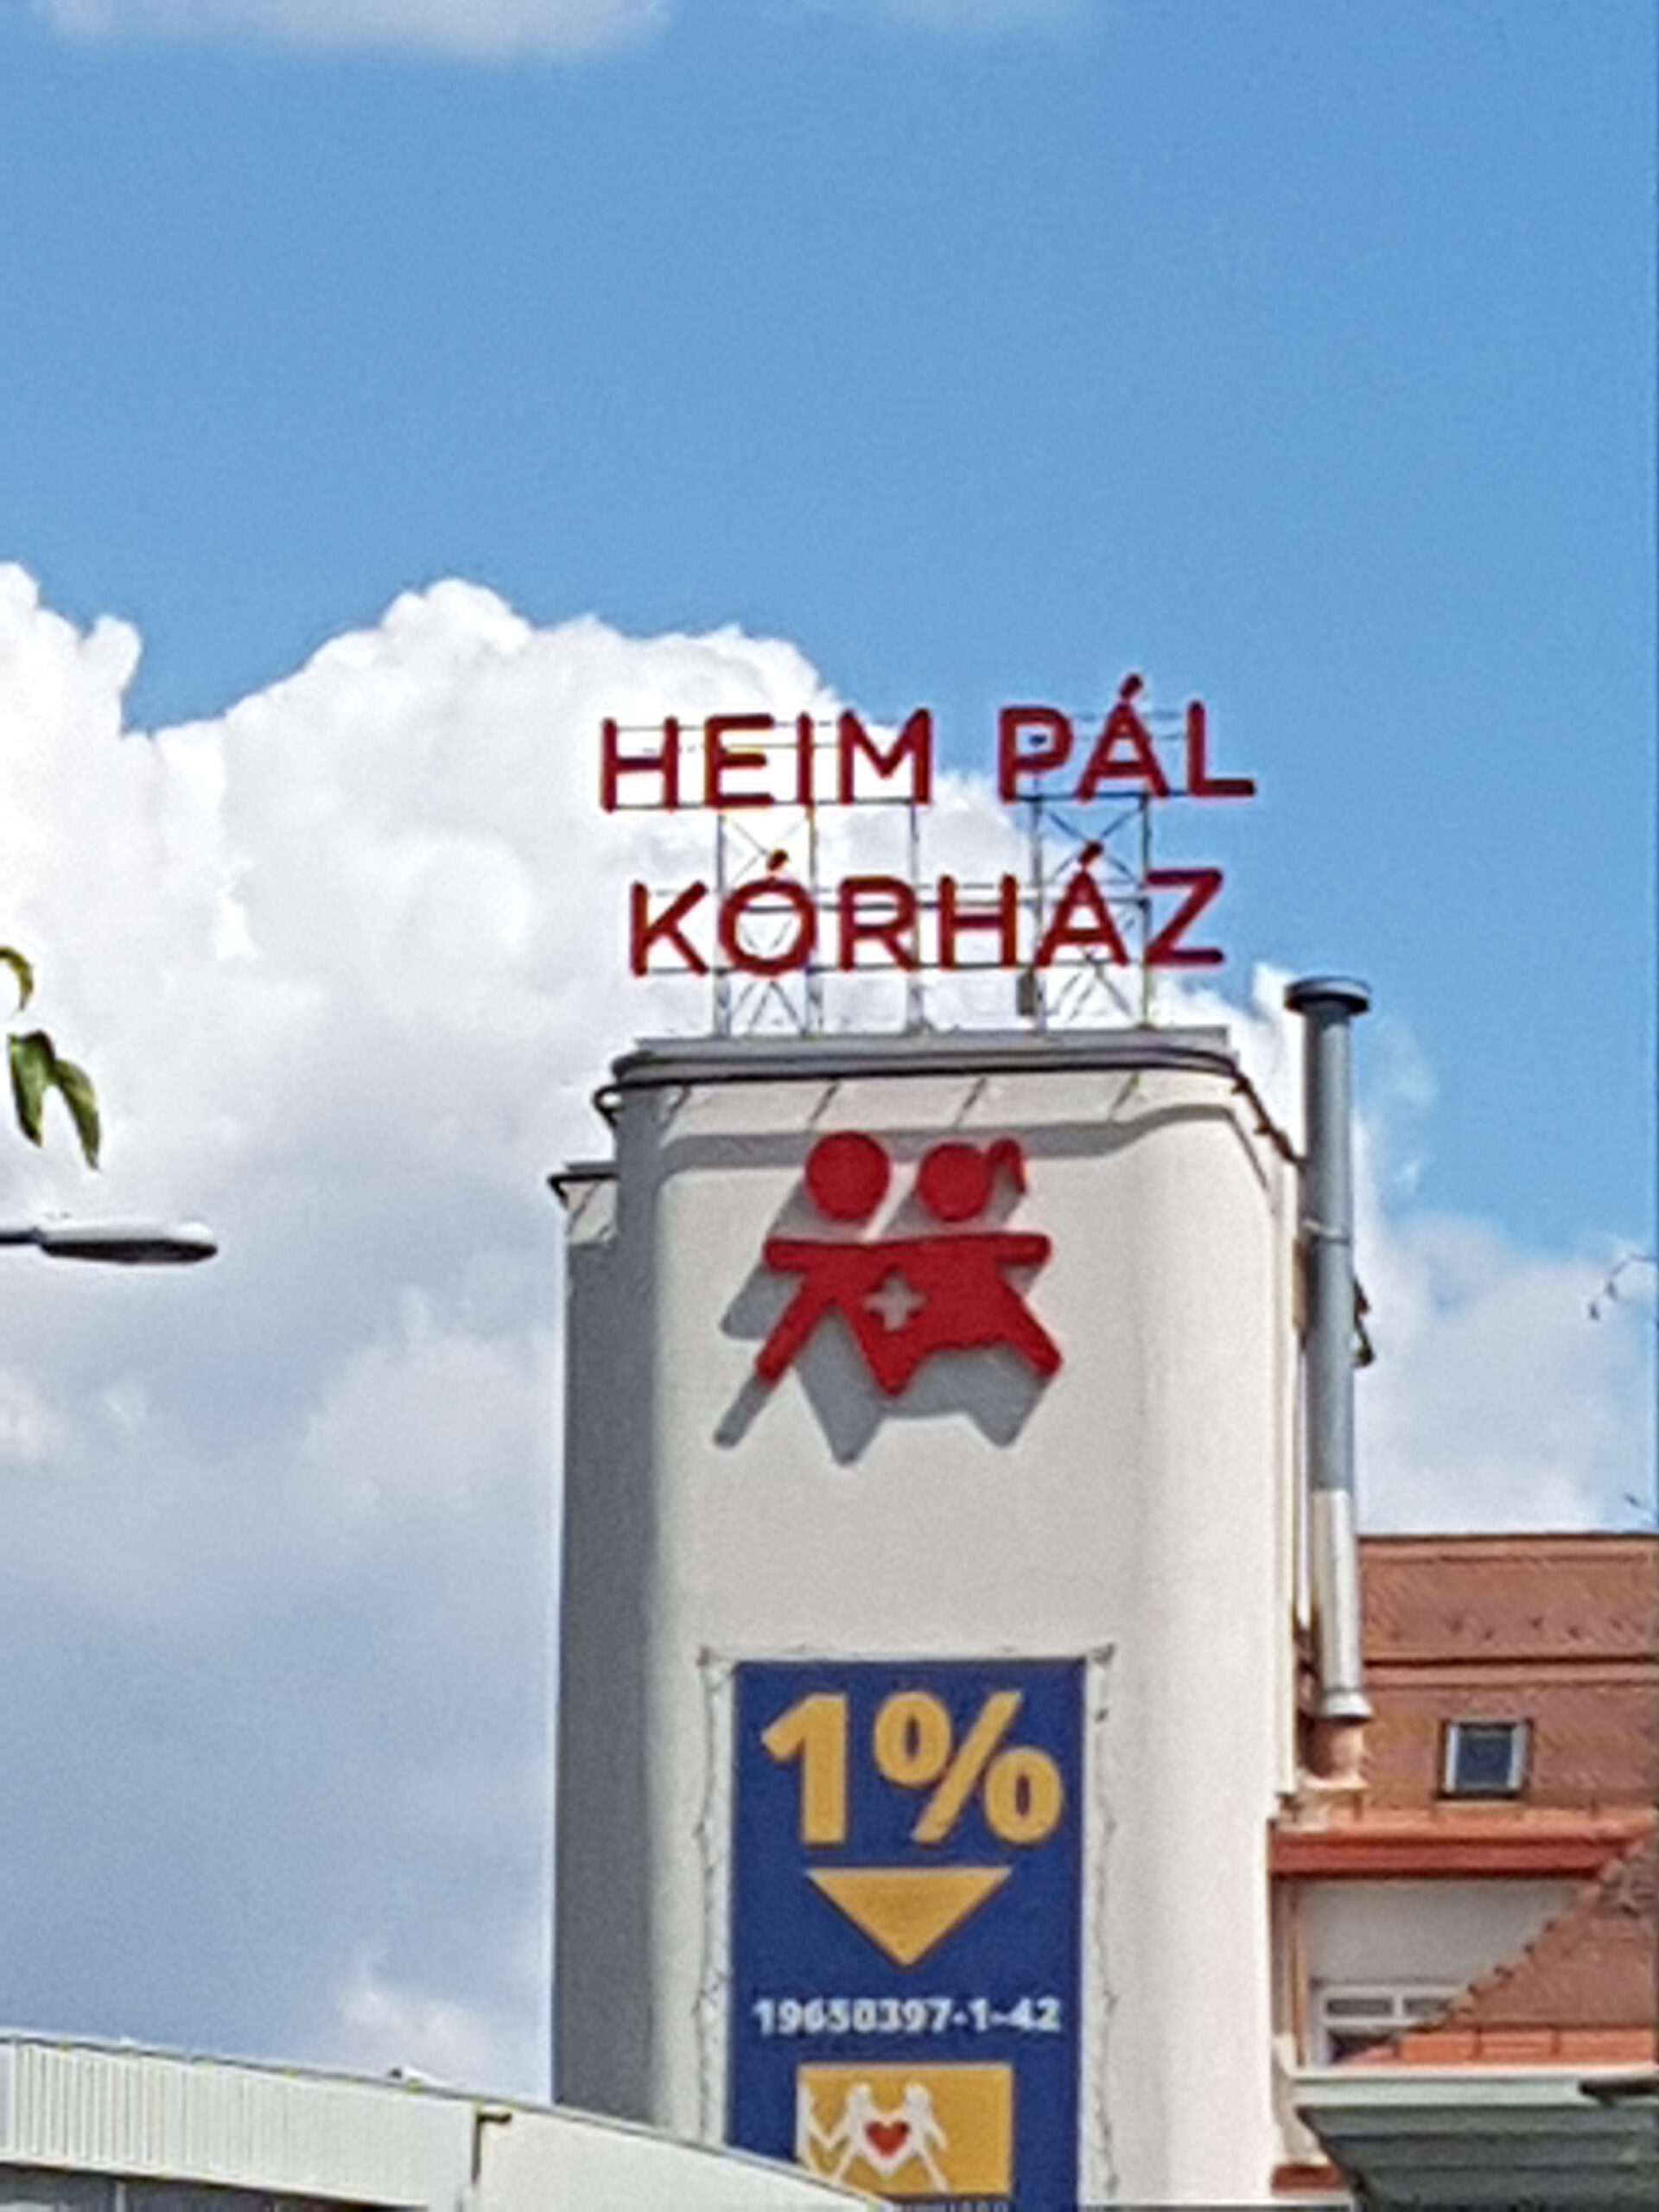 HEIM PÁL
KÓRHÁZ
1%
19650397-1-42